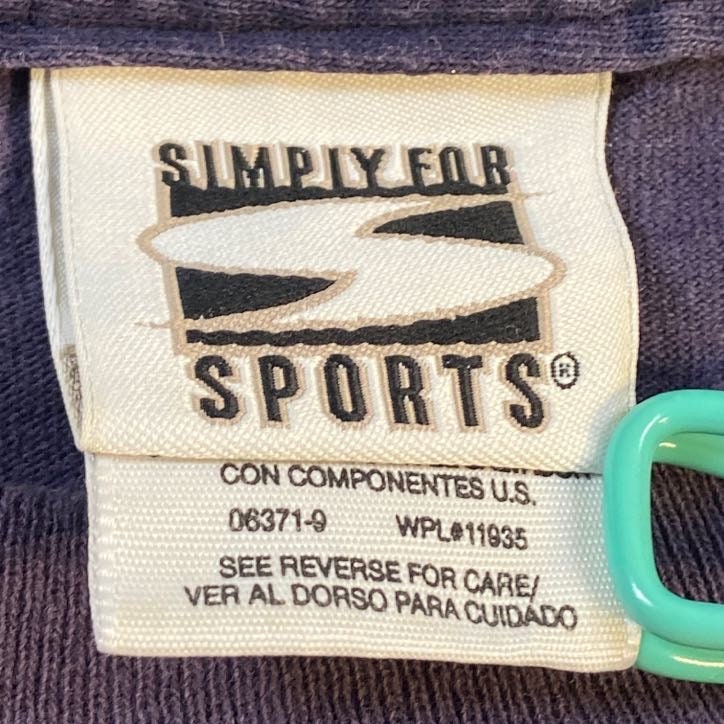 SIMPLY FOR
SPORTS®
CON COMPONENTES U.S.
06371-9 WPL#11935
SEE REVERSE FOR CARE/
VER AL DORSO PARA CUIDADO